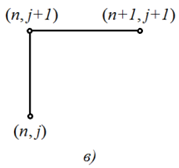 (n, j+1) (n+1, j+1)
(n, j)
в)